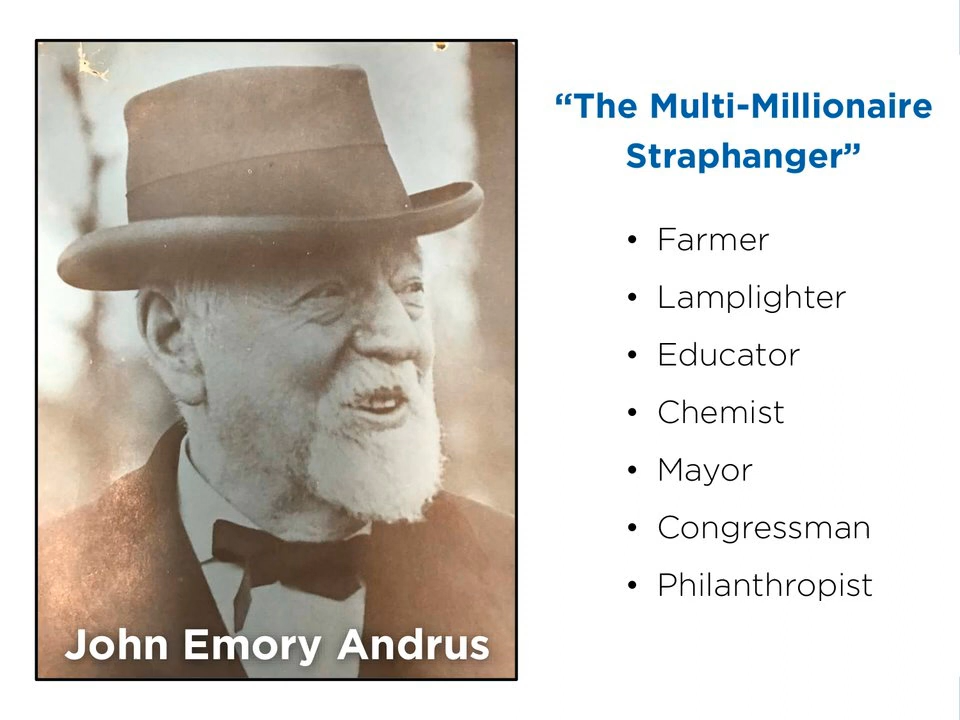 “The Multi-Millionaire
Straphanger”
• Farmer
• Lamplighter
• Educator
• Chemist
• Mayor
• Congressman
• Philanthropist
John Emory Andrus